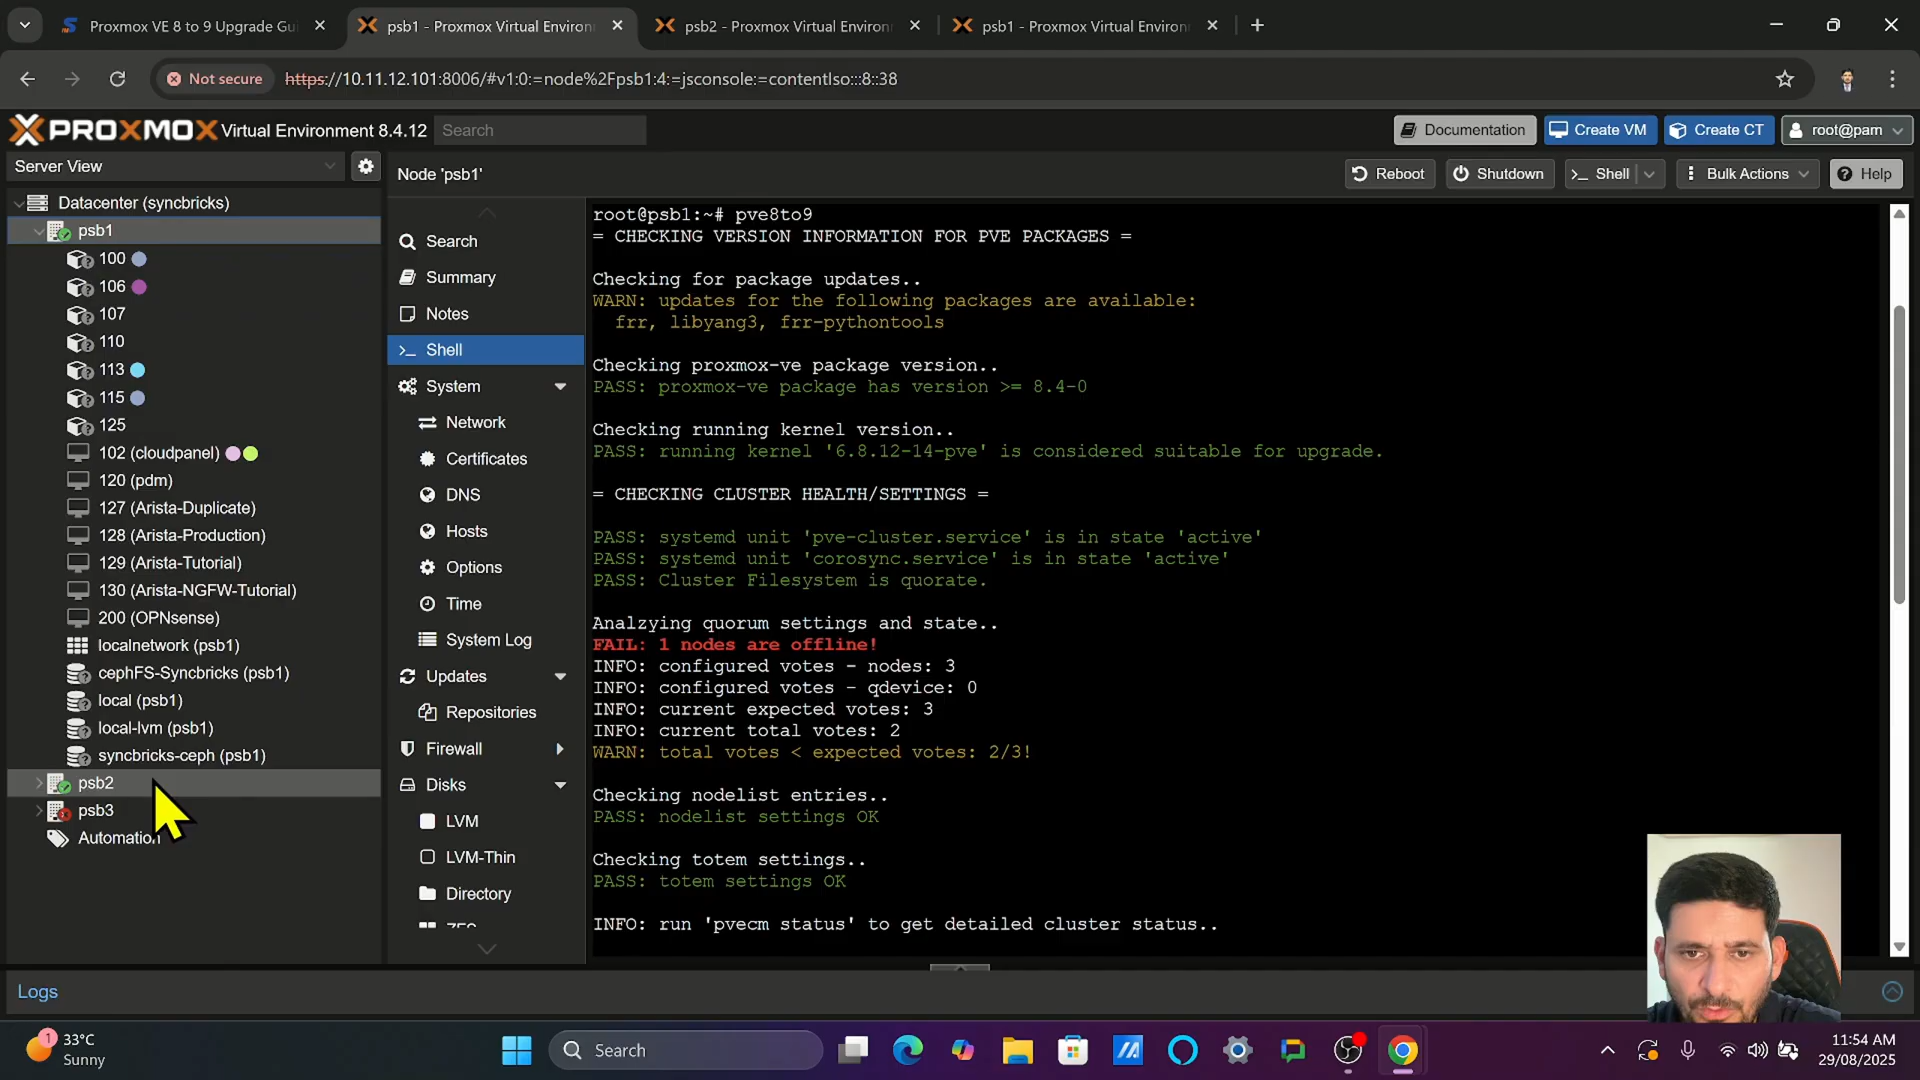 Proxmox VE 8 to 9 Upgrade Gui
psb1 - Proxmox Virtual Environ
psb2 - Proxmox Virtual Environ
psb1 - Proxmox Virtual Environ
Not secure
https://10.11.12.101:8006/#v1:0:=node%2Fpsb1:4:=jsconsole:=contentIso:::8::38
PROXMOX Virtual Environment 8.4.12
Search
Documentation
Create VM
Create CT
root@pam
Server View
Node 'psb1'
Reboot
Shutdown
Shell
Bulk Actions
Help
Datacenter (syncbricks)
psb1
100
106
107
110
113
115
125
102 (cloudpanel)
120 (pdm)
127 (Arista-Duplicate)
128 (Arista-Production)
129 (Arista-Tutorial)
130 (Arista-NGFW-Tutorial)
200 (OPNsense)
localnetwork (psb1)
cephFS-Syncbricks (psb1)
local (psb1)
local-lvm (psb1)
syncbricks-ceph (psb1)
psb2
psb3
Automation
Search
Summary
Notes
Shell
System
Network
Certificates
DNS
Hosts
Options
Time
System Log
Updates
Repositories
Firewall
Disks
LVM
LVM-Thin
Directory
ZFS
root@psb1:~# pve8to9
= CHECKING VERSION INFORMATION FOR PVE PACKAGES =
Checking for package updates..
WARN: updates for the following packages are available:
frr, libyang3, frr-pythontools
Checking proxmox-ve package version..
PASS: proxmox-ve package has version >= 8.4-0
Checking running kernel version..
PASS: running kernel '6.8.12-14-pve' is considered suitable for upgrade.
= CHECKING CLUSTER HEALTH/SETTINGS =
PASS: systemd unit 'pve-cluster.service' is in state 'active'
PASS: systemd unit 'corosync.service' is in state 'active'
PASS: Cluster Filesystem is quorate.
Analzying quorum settings and state..
FAIL: 1 nodes are offline!
INFO: configured votes - nodes: 3
INFO: configured votes - qdevice: 0
INFO: current expected votes: 3
INFO: current total votes: 2
WARN: total votes < expected votes: 2/3!
Checking nodelist entries..
PASS: nodelist settings OK
Checking totem settings..
PASS: totem settings OK
INFO: run 'pvecm status' to get detailed cluster status..
Logs
1
33°C
Sunny
Search
11:54 AM
29/08/2025